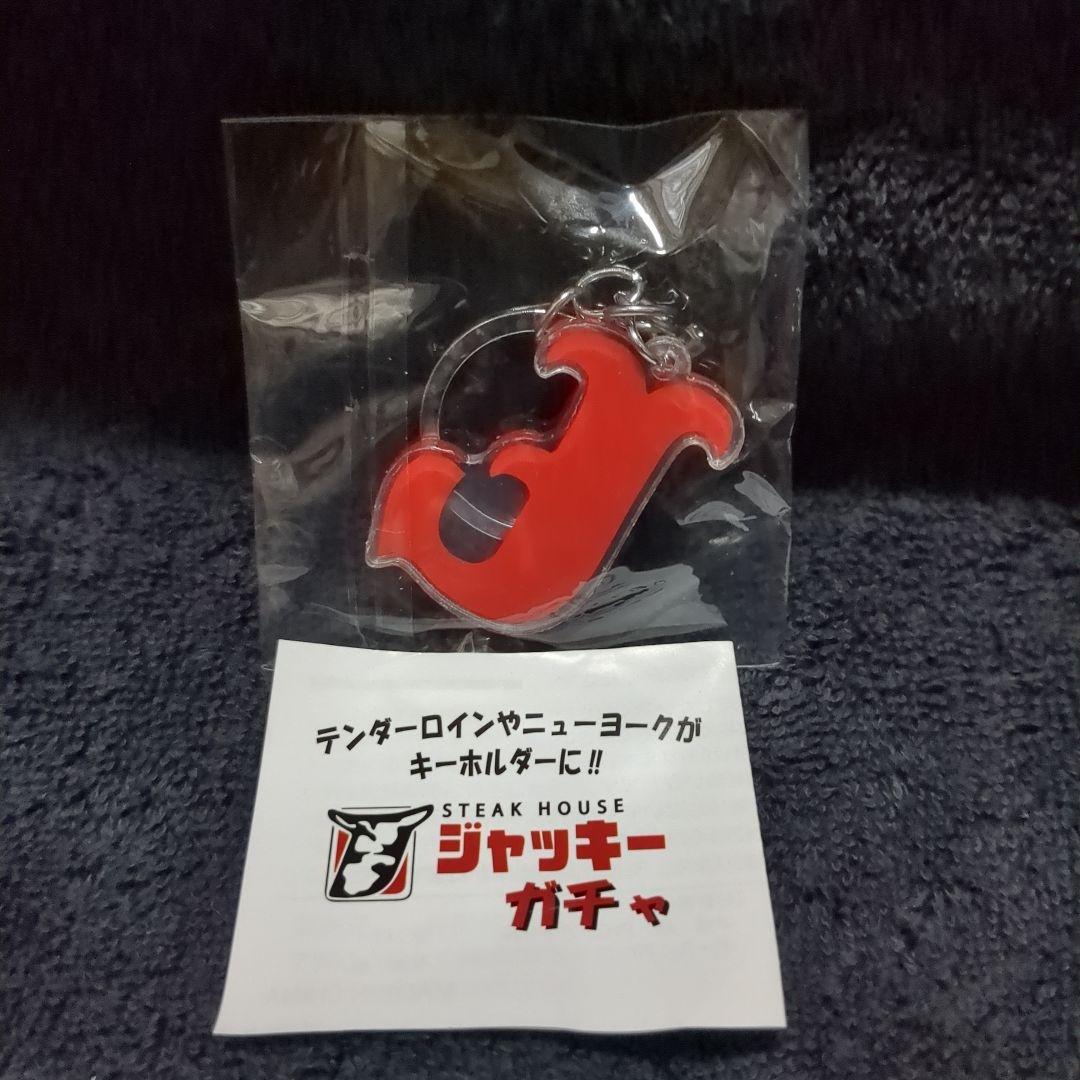 テンダーロインやニューヨークが
キーホルダーに!!
STEAK HOUSE
ジャッキー
ガチャ